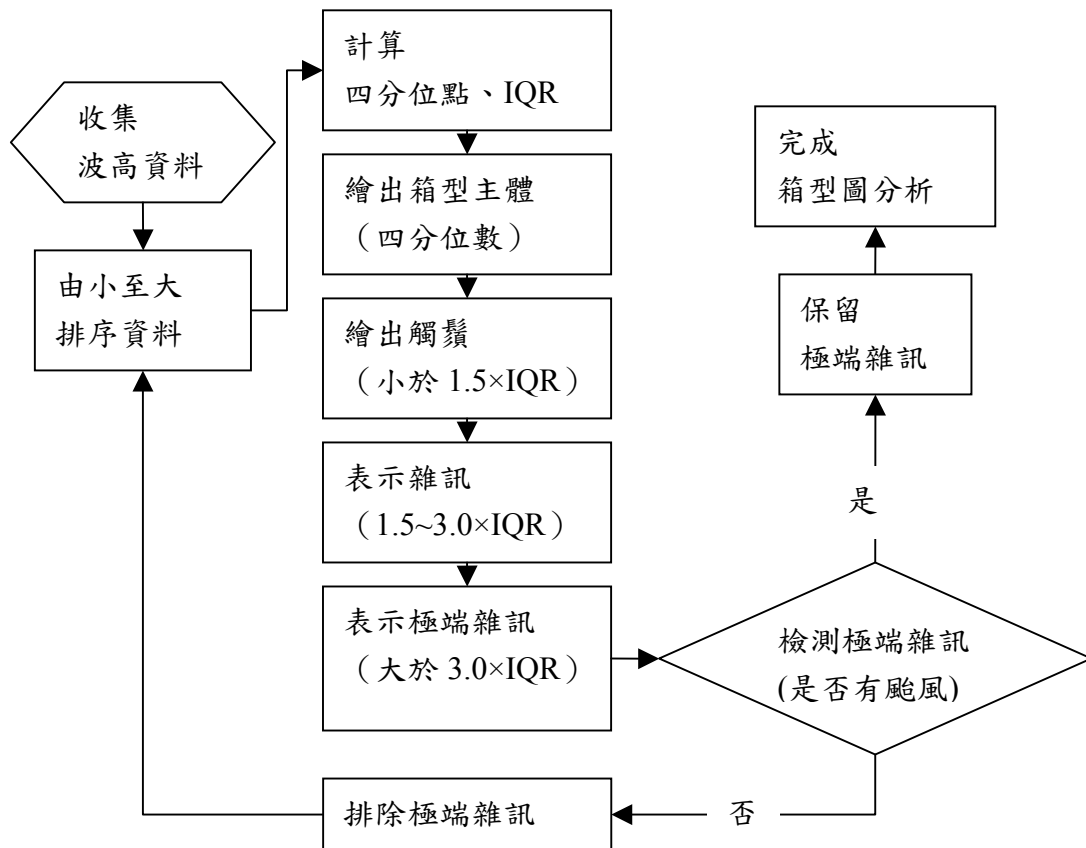 收集
波高資料
由小至大
排序資料
計算
四分位點、IQR
繪出箱型主體
（四分位數）
繪出觸鬚
（小於 1.5×IQR）
表示雜訊
（1.5~3.0×IQR）
表示極端雜訊
（大於 3.0×IQR）
檢測極端雜訊
(是否有颱風)
是
保留
極端雜訊
完成
箱型圖分析
否
排除極端雜訊